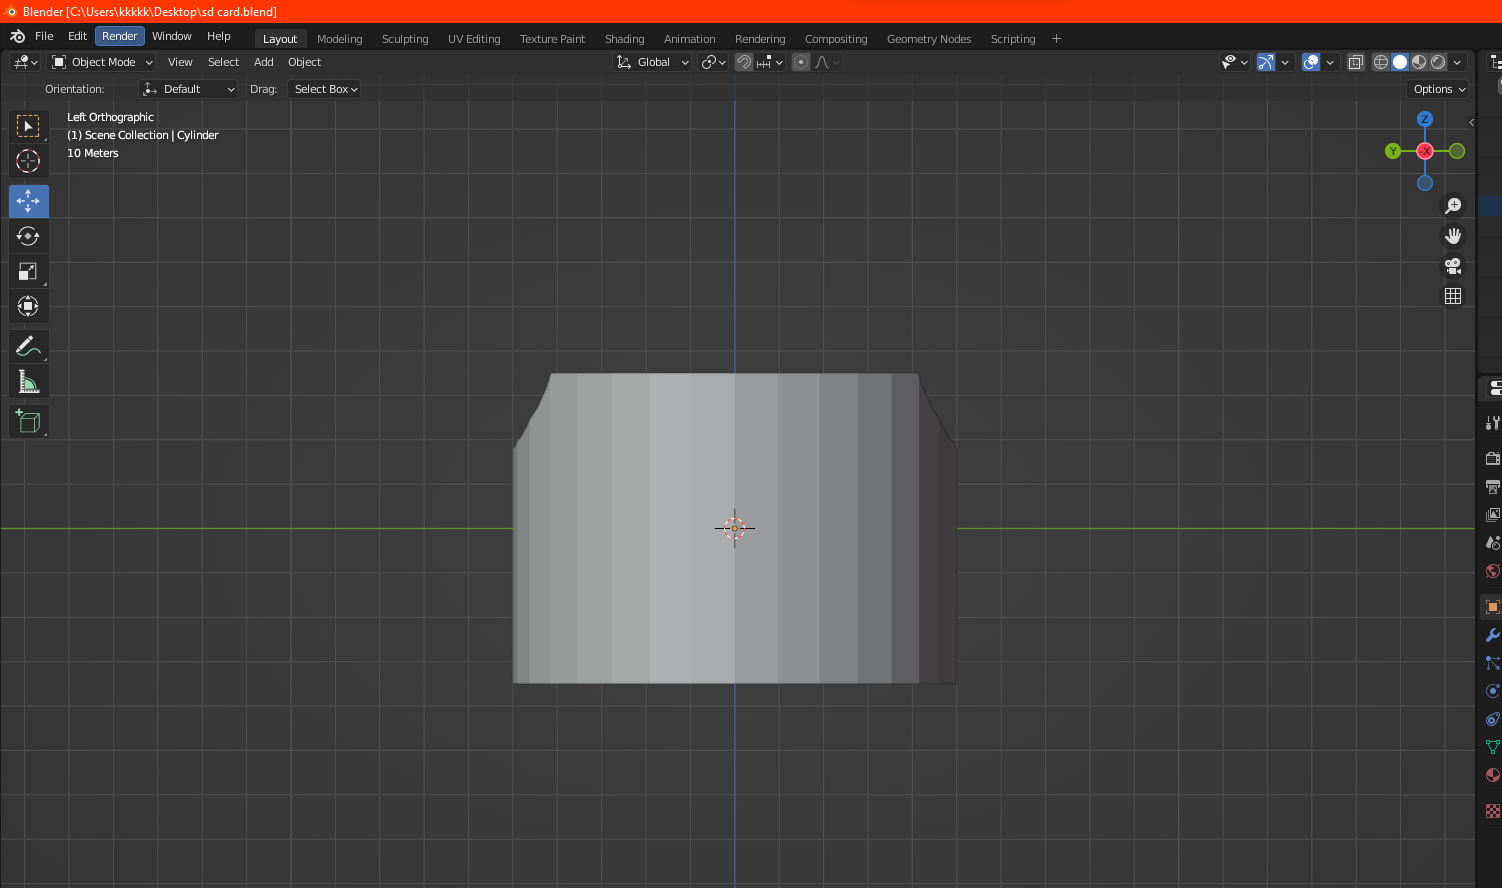 Blender [C:\Users\kkkkk\Desktop\sd card.blend]
File Edit Render Window Help Layout Modeling Sculpting UV Editing Texture Paint Shading Animation Rendering Compositing Geometry Nodes Scripting +
Object Mode View Select Add Object Global
Orientation: Default Drag: Select Box Options
Left Orthographic
(1) Scene Collection | Cylinder
10 Meters
Z
Y X